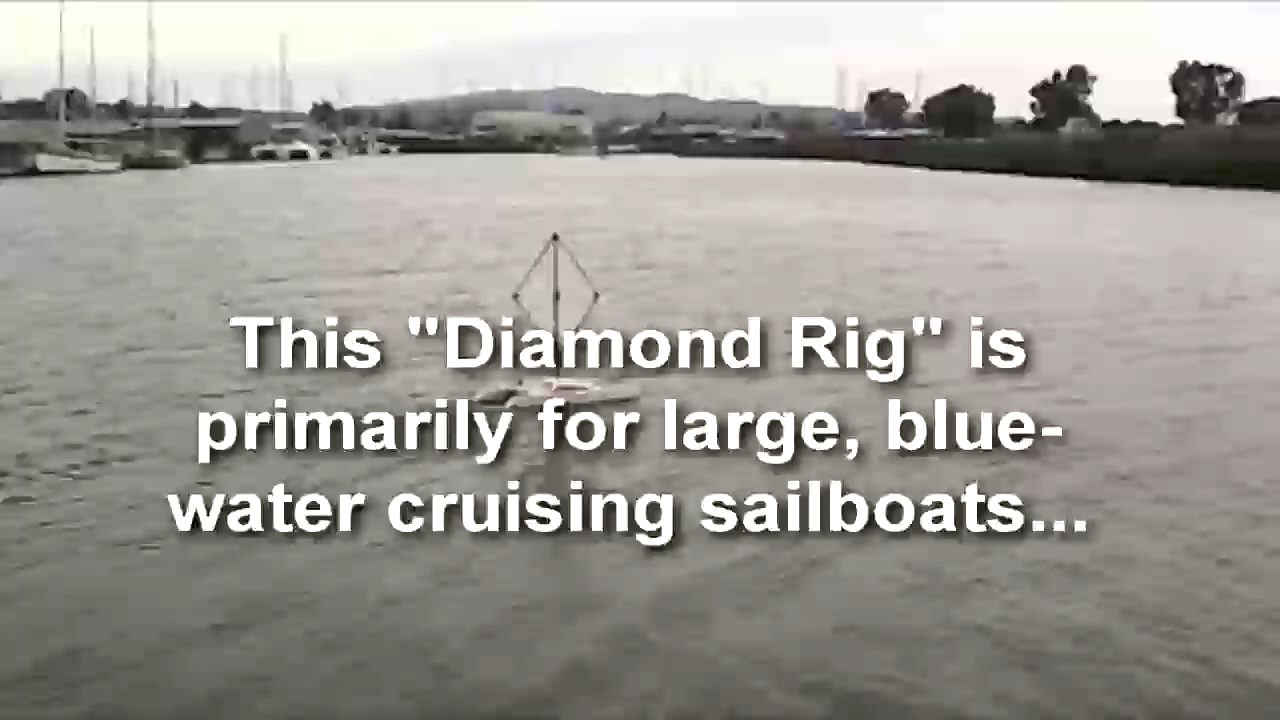 This "Diamond Rig" is
primarily for large, blue-
water cruising sailboats...